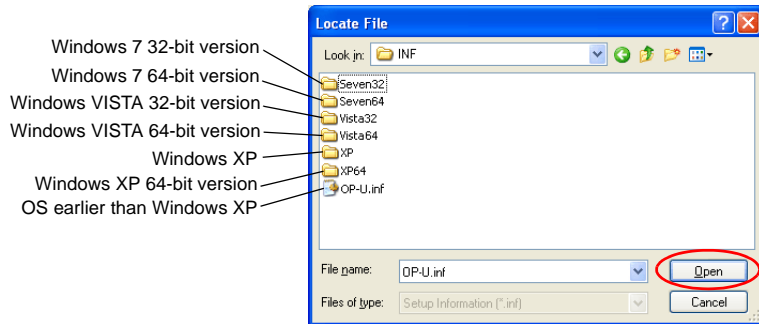 Locate File
Look in: INF
Windows 7 32-bit version
Windows 7 64-bit version
Windows VISTA 32-bit version
Windows VISTA 64-bit version
Windows XP
Windows XP 64-bit version
OS earlier than Windows XP
Seven32
Seven64
Vista32
Vista64
XP
XP64
OP-U.inf
File name: OP-U.inf Open
Files of type: Setup Information (*.inf) Cancel